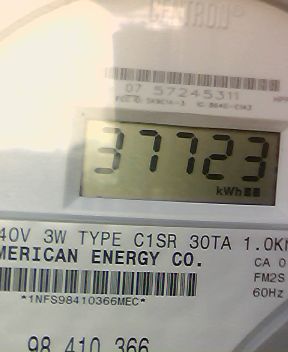 CENTRON®
07 57245311
37723
kWh
40V 3W TYPE C1SR 30TA 1.0K
MERICAN ENERGY CO.
CA 0
FM2S
60Hz
*1NFS98410366MEC*
98 410 366